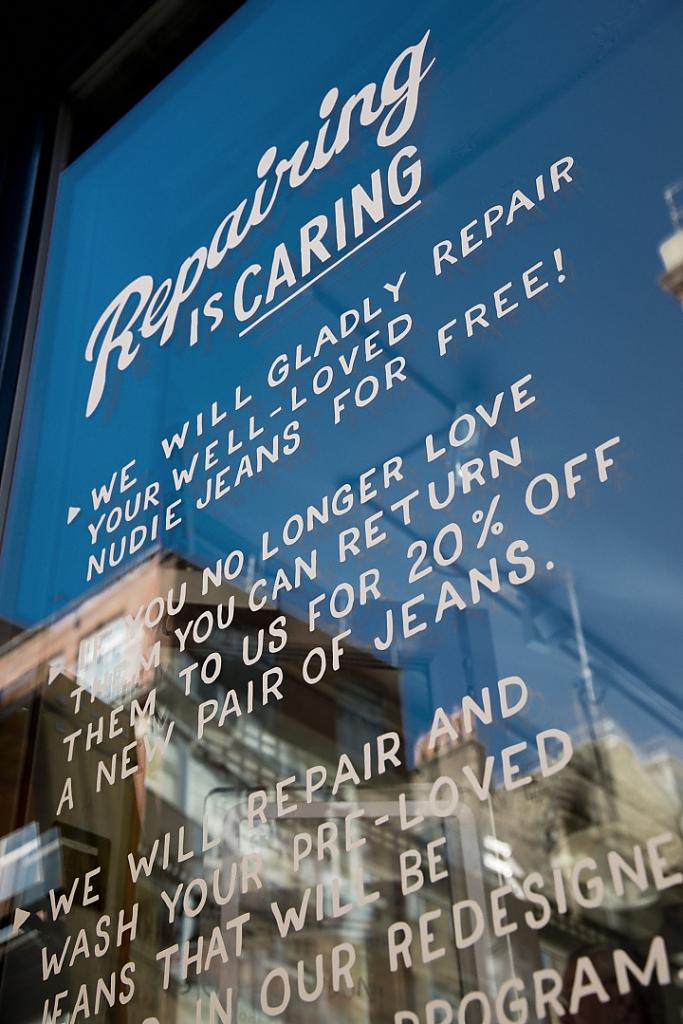 Repairing
IS CARING
▸ WE WILL GLADLY REPAIR
YOUR WELL-LOVED
NUDIE JEANS FOR FREE!
▸ IF YOU NO LONGER LOVE
THEM YOU CAN RETURN
THEM TO US FOR 20% OFF
A NEW PAIR OF JEANS.
▸ WE WILL REPAIR AND
WASH YOUR PRE-LOVED
JEANS THAT WILL BE
IN OUR REDESIGNE
PROGRAM.